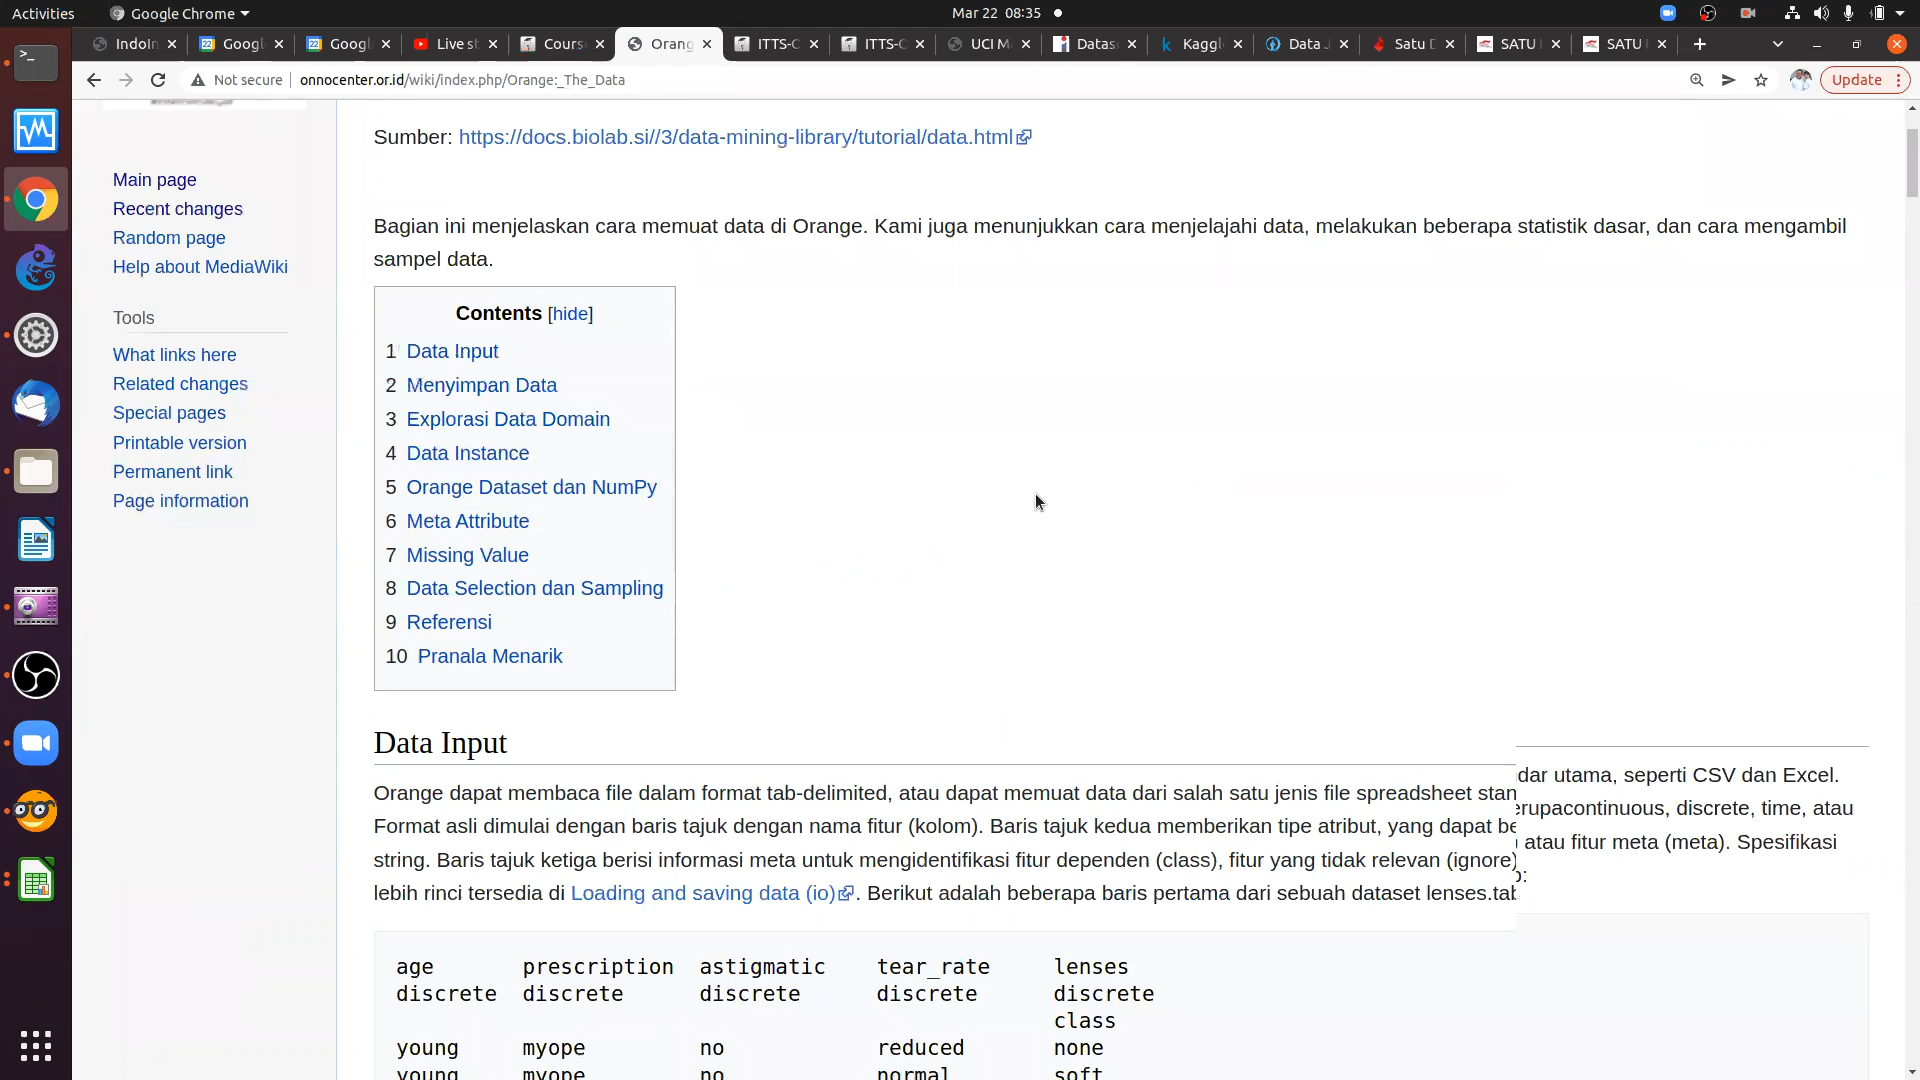 Activities
Google Chrome
Mar 22 08:35
IndoIn
Googl
Googl
Live st
Cours
Orang
ITTS-C
ITTS-C
UCI M
Datas
Kaggl
Data
Satu D
SATU
SATU
Not secure
onnocenter.or.id/wiki/index.php/Orange:_The_Data
Update
Sumber: https://docs.biolab.si//3/data-mining-library/tutorial/data.html
Main page
Recent changes
Random page
Help about MediaWiki
Tools
What links here
Related changes
Special pages
Printable version
Permanent link
Page information
Bagian ini menjelaskan cara memuat data di Orange. Kami juga menunjukkan cara menjelajahi data, melakukan beberapa statistik dasar, dan cara mengambil
sampel data.
Contents [hide]
1 Data Input
2 Menyimpan Data
3 Explorasi Data Domain
4 Data Instance
5 Orange Dataset dan NumPy
6 Meta Attribute
7 Missing Value
8 Data Selection dan Sampling
9 Referensi
10 Pranala Menarik
Data Input
Orange dapat membaca file dalam format tab-delimited, atau dapat memuat data dari salah satu jenis file spreadsheet stan
Format asli dimulai dengan baris tajuk dengan nama fitur (kolom). Baris tajuk kedua memberikan tipe atribut, yang dapat be
string. Baris tajuk ketiga berisi informasi meta untuk mengidentifikasi fitur dependen (class), fitur yang tidak relevan (ignore)
lebih rinci tersedia di Loading and saving data (io). Berikut adalah beberapa baris pertama dari sebuah dataset lenses.tab
dar utama, seperti CSV dan Excel.
erupacontinuous, discrete, time, atau
atau fitur meta (meta). Spesifikasi
age prescription astigmatic tear_rate lenses
discrete discrete discrete discrete discrete
class
young myope no reduced none
young myope no normal soft